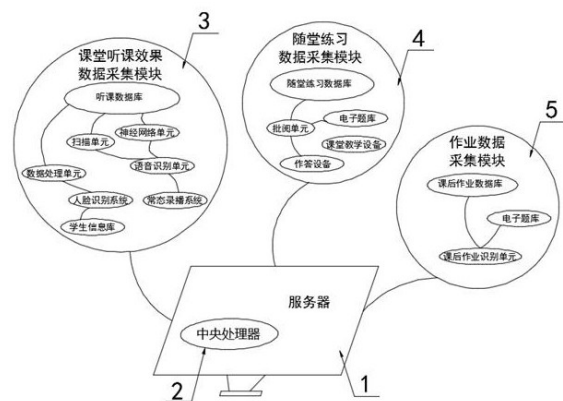 3
课堂听课效果
数据采集模块
听课数据库
扫描单元
神经网络单元
语音识别单元
数据处理单元
人脸识别系统
常态录播系统
学生信息库
4
随堂练习
数据采集模块
随堂练习数据库
电子题库
批阅单元
课堂教学设备
作答设备
5
作业数据
采集模块
课后作业数据库
电子题库
课后作业识别单元
服务器
中央处理器
2
1